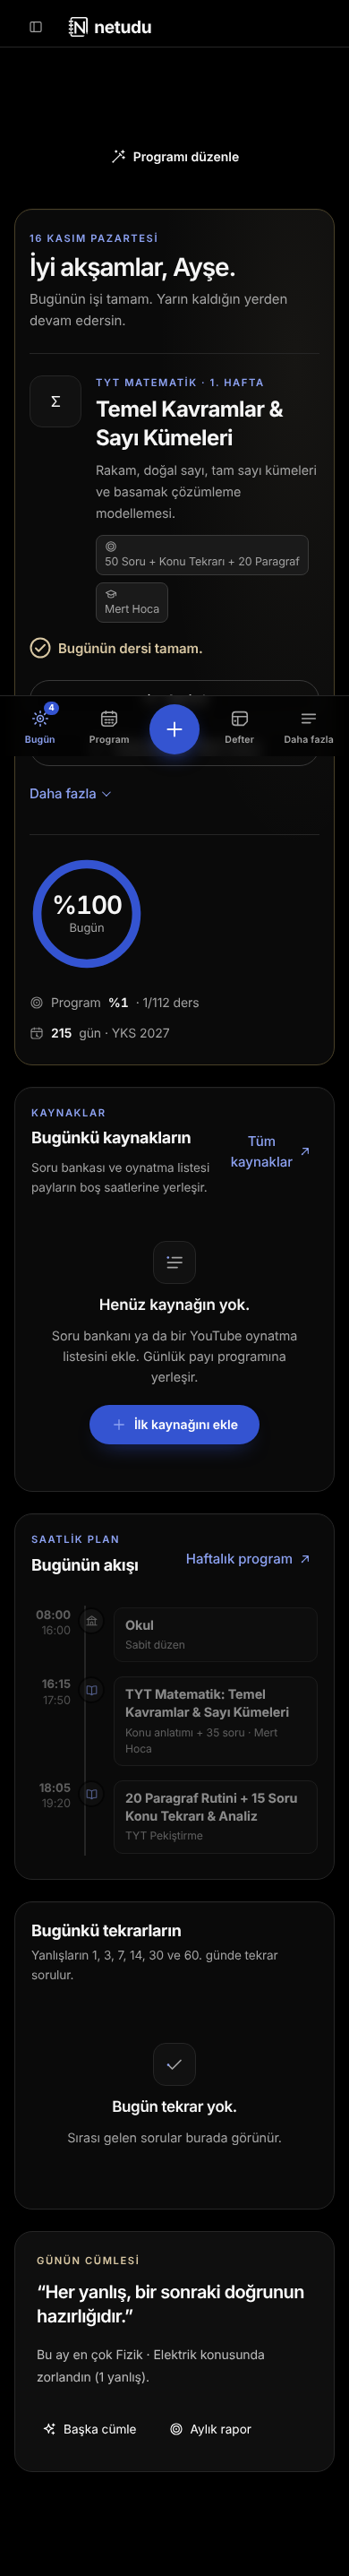 netudu
Programı düzenle
16 KASIM PAZARTESİ
İyi akşamlar, Ayşe.
Bugünün işi tamam. Yarın kaldığın yerden
devam edersin.
Σ
TYT MATEMATİK · 1. HAFTA
Temel Kavramlar &
Sayı Kümeleri
Rakam, doğal sayı, tam sayı kümeleri
ve basamak çözümleme
modellemesi.
50 Soru + Konu Tekrarı + 20 Paragraf
Mert Hoca
Bugünün dersi tamam.
4
Bugün
Program
Defter
Daha fazla
Daha fazla
%100
Bugün
Program %1 · 1/112 ders
215 gün · YKS 2027
KAYNAKLAR
Bugünkü kaynakların
Soru bankası ve oynatma listesi
payların boş saatlerine yerleşir.
Tüm
kaynaklar
Henüz kaynağın yok.
Soru bankanı ya da bir YouTube oynatma
listesini ekle. Günlük payı programına
yerleşir.
İlk kaynağını ekle
SAATLİK PLAN
Bugünün akışı
Haftalık program
08:00
16:00
Okul
Sabit düzen
16:15
17:50
TYT Matematik: Temel
Kavramlar & Sayı Kümeleri
Konu anlatımı + 35 soru · Mert
Hoca
18:05
19:20
20 Paragraf Rutini + 15 Soru
Konu Tekrarı & Analiz
TYT Pekiştirme
Bugünkü tekrarların
Yanlışların 1, 3, 7, 14, 30 ve 60. günde tekrar
sorulur.
Bugün tekrar yok.
Sırası gelen sorular burada görünür.
GÜNÜN CÜMLESİ
“Her yanlış, bir sonraki doğrunun
hazırlığıdır.”
Bu ay en çok Fizik · Elektrik konusunda
zorlandın (1 yanlış).
Başka cümle
Aylık rapor